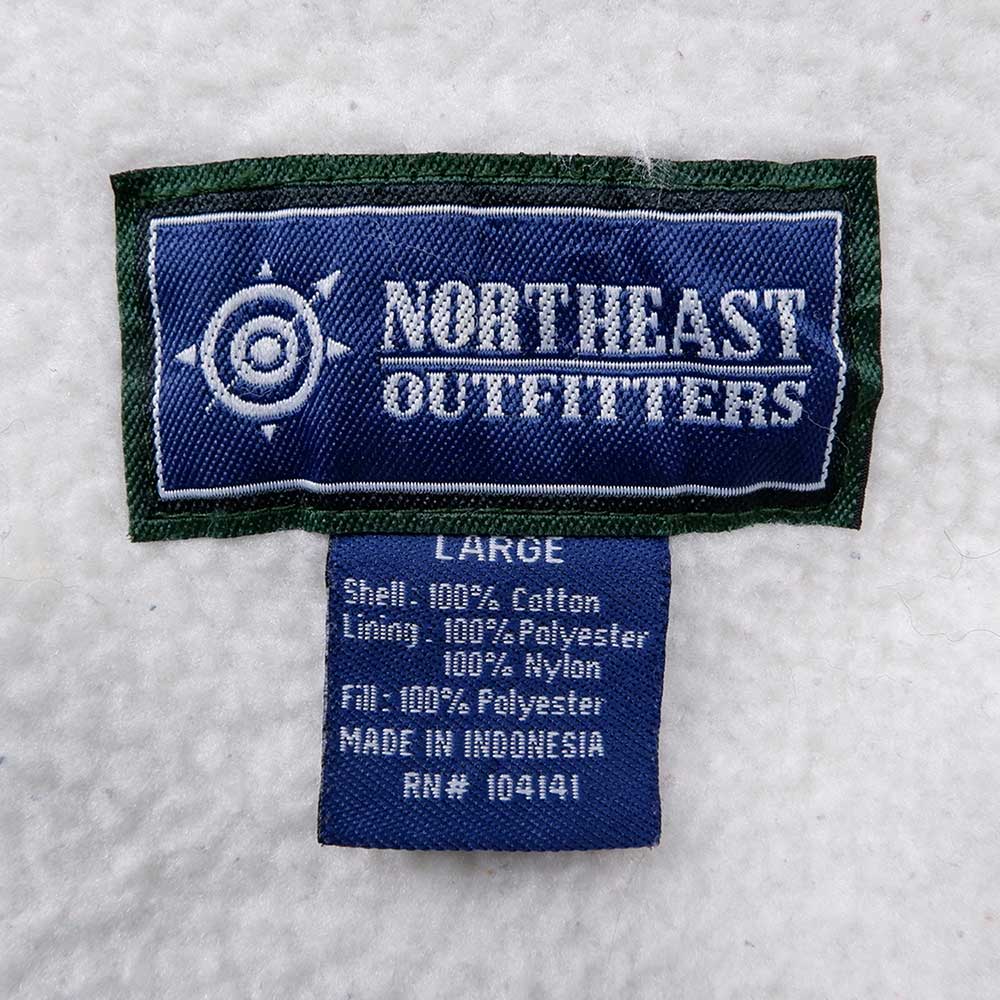 NORTHEAST
OUTFITTERS
LARGE
Shell: 100% Cotton
Lining: 100% Polyester
100% Nylon
Fill: 100% Polyester
MADE IN INDONESIA
RN# 104141